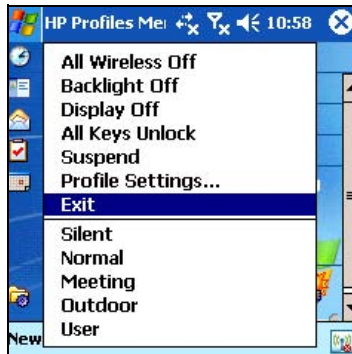 HP Profiles Me 10:58
All Wireless Off
Backlight Off
Display Off
All Keys Unlock
Suspend
Profile Settings...
Exit
Silent
Normal
Meeting
Outdoor
User
New